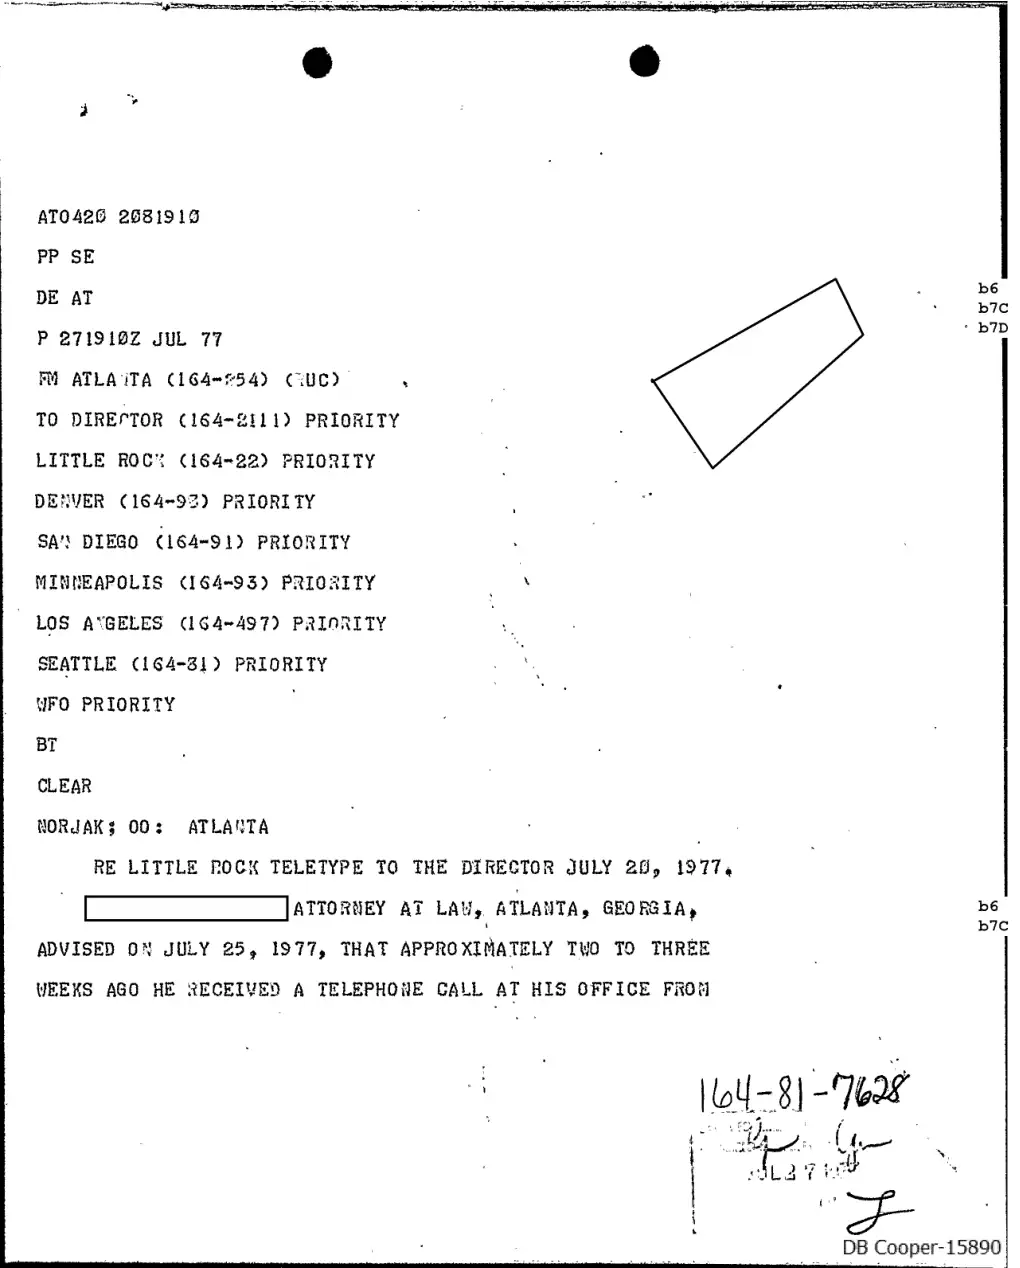 AT0420 2081910
PP SE
b6
DE AT
b7C
b7D
P 271910Z JUL 77
FM ATLANTA (164-254) (RUC)
TO DIRECTOR (164-2111) PRIORITY
LITTLE ROCK (164-22) PRIORITY
DENVER (164-93) PRIORITY
SAN DIEGO (164-91) PRIORITY
MINNEAPOLIS (164-93) PRIORITY
LOS ANGELES (164-497) PRIORITY
SEATTLE (164-31) PRIORITY
WFO PRIORITY
BT
CLEAR
NORJAK; OO: ATLANTA
RE LITTLE ROCK TELETYPE TO THE DIRECTOR JULY 20, 1977.
ATTORNEY AT LAW, ATLANTA, GEORGIA,
b6
b7C
ADVISED ON JULY 25, 1977, THAT APPROXIMATELY TWO TO THREE
WEEKS AGO HE RECEIVED A TELEPHONE CALL AT HIS OFFICE FROM
164-81-7628
DB Cooper-15890